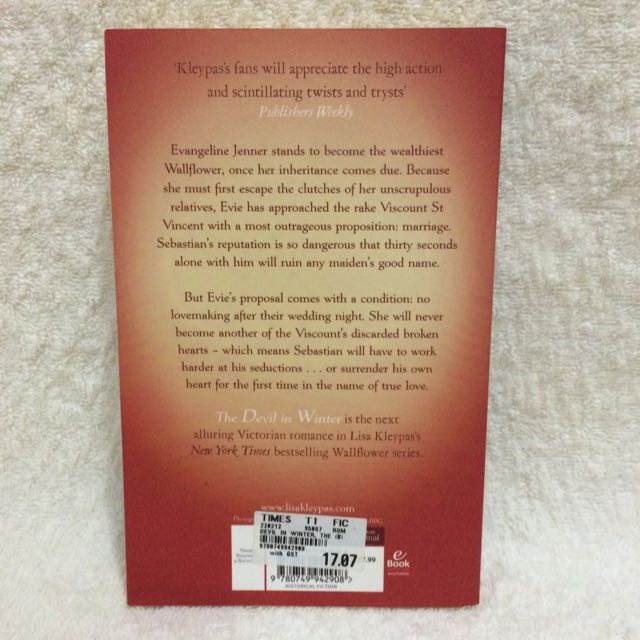 'Kleypas's fans will appreciate the high action
and scintillating twists and trysts'
Publishers Weekly
Evangeline Jenner stands to become the wealthiest
Wallflower, once her inheritance comes due. Because
she must first escape the clutches of her unscrupulous
relatives, Evie has approached the rake Viscount St
Vincent with a most outrageous proposition: marriage.
Sebastian's reputation is so dangerous that thirty seconds
alone with him will ruin any maiden's good name.
But Evie's proposal comes with a condition: no
lovemaking after their wedding night. She will never
become another of the Viscount's discarded broken
hearts – which means Sebastian will have to work
harder at his seductions . . . or surrender his own
heart for the first time in the name of true love.
The Devil in Winter is the next
alluring Victorian romance in Lisa Kleypas's
New York Times bestselling Wallflower series.
www.lisakleypas.com
TIMES T1 FIC
220212 95087 ROM
DEVIL IN WINTER, THE (B)
9780749942908
with GST
17.07
.99
9 780749 942908 >
HISTORICAL FICTION
e
Book
available